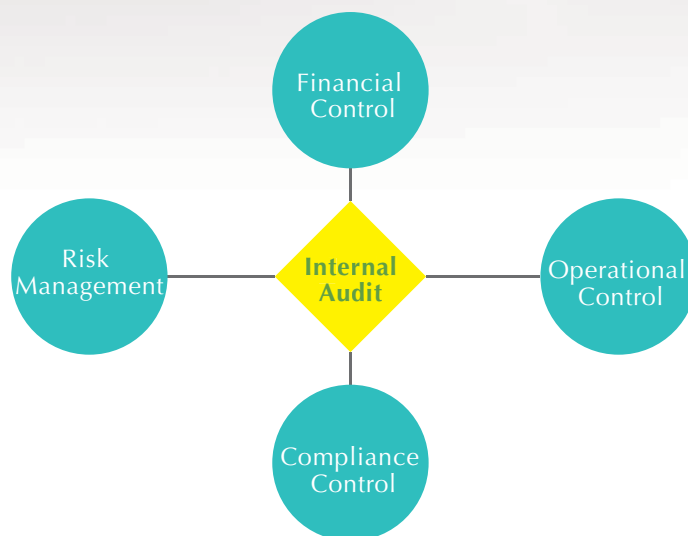 Financial
Control
Risk
Management
Internal
Audit
Operational
Control
Compliance
Control